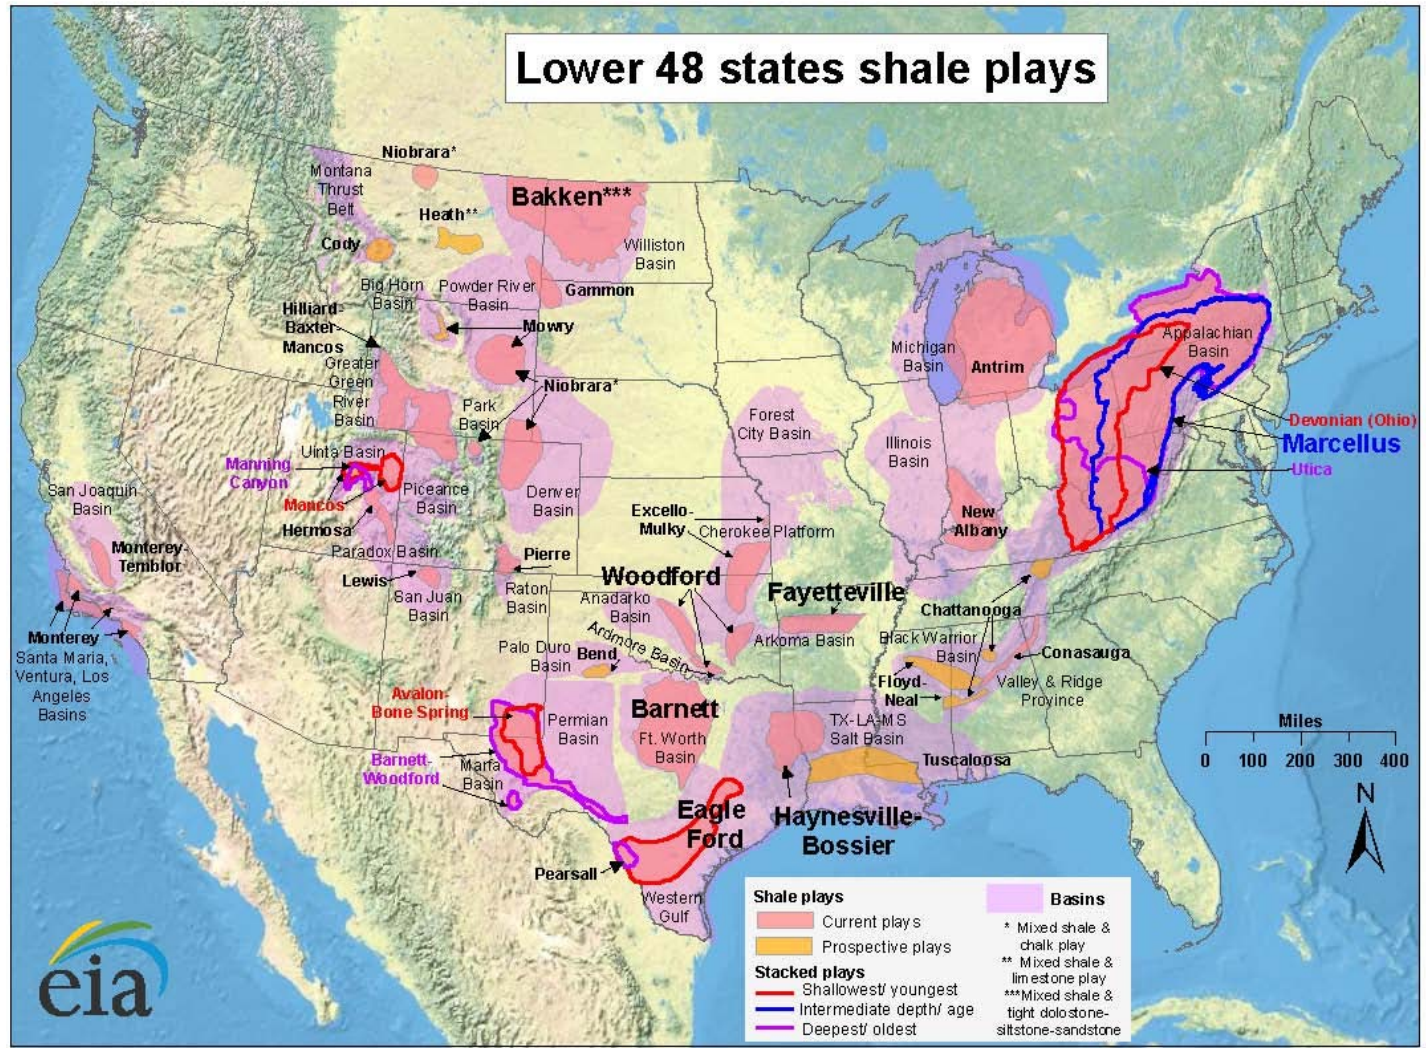 Lower 48 states shale plays
Niobrara*
Montana
Thrust
Belt
Bakken***
Heath**
Cody
Williston
Basin
Big Horn
Basin
Powder River
Basin
Gammon
Hilliard-
Baxter-
Mancos
Mowry
Greater
Green
River
Basin
Niobrara*
Park
Basin
Michigan
Basin
Antrim
Appalachian
Basin
Devonian (Ohio)
Marcellus
Utica
Forest
City Basin
Illinois
Basin
Uinta Basin
Manning
Canyon
Mancos
Piceance
Basin
Denver
Basin
Hermosa
San Joaquin
Basin
Monterey-
Temblor
Paradox Basin
Lewis
San Juan
Basin
Pierre
Raton
Basin
Excello-
Mulky
Cherokee Platform
New
Albany
Woodford
Anadarko
Basin
Fayetteville
Arkoma Basin
Chattanooga
Black Warrior
Basin
Conasauga
Floyd-
Neal
Valley & Ridge
Province
Monterey
Santa Maria,
Ventura, Los
Angeles
Basins
Palo Duro
Basin
Bend
Ardmore Basin
Avalon-
Bone Spring
Permian
Basin
Barnett
Ft. Worth
Basin
TX-LA-MS
Salt Basin
Tuscaloosa
Barnett-
Woodford
Marfa
Basin
Eagle
Ford
Haynesville-
Bossier
Pearsall
Western
Gulf
Miles
0 100 200 300 400
N
Shale plays
Current plays
Prospective plays
Stacked plays
Shallowest/ youngest
Intermediate depth/ age
Deepest/ oldest
Basins
* Mixed shale &
chalk play
** Mixed shale &
limestone play
***Mixed shale &
tight dolostone-
siltstone-sandstone
eia